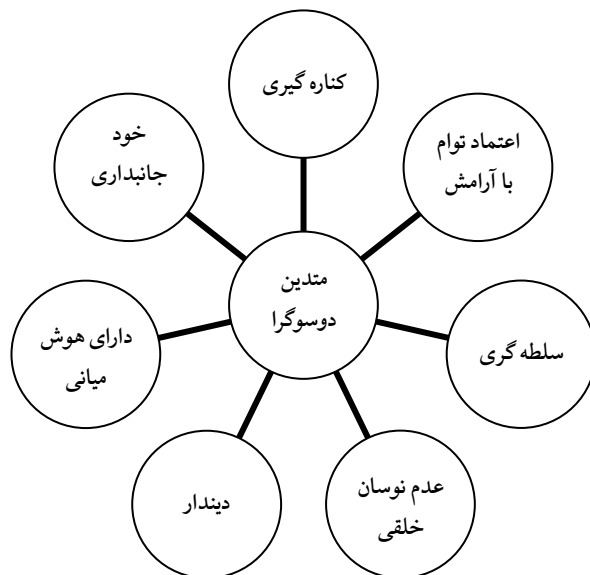 کناره گیری
اعتماد توام
با آرامش
سلطه گری
عدم نوسان
خلقی
دیندار
دارای هوش
میانی
خود
جانبداری
متدین
دوسوگرا